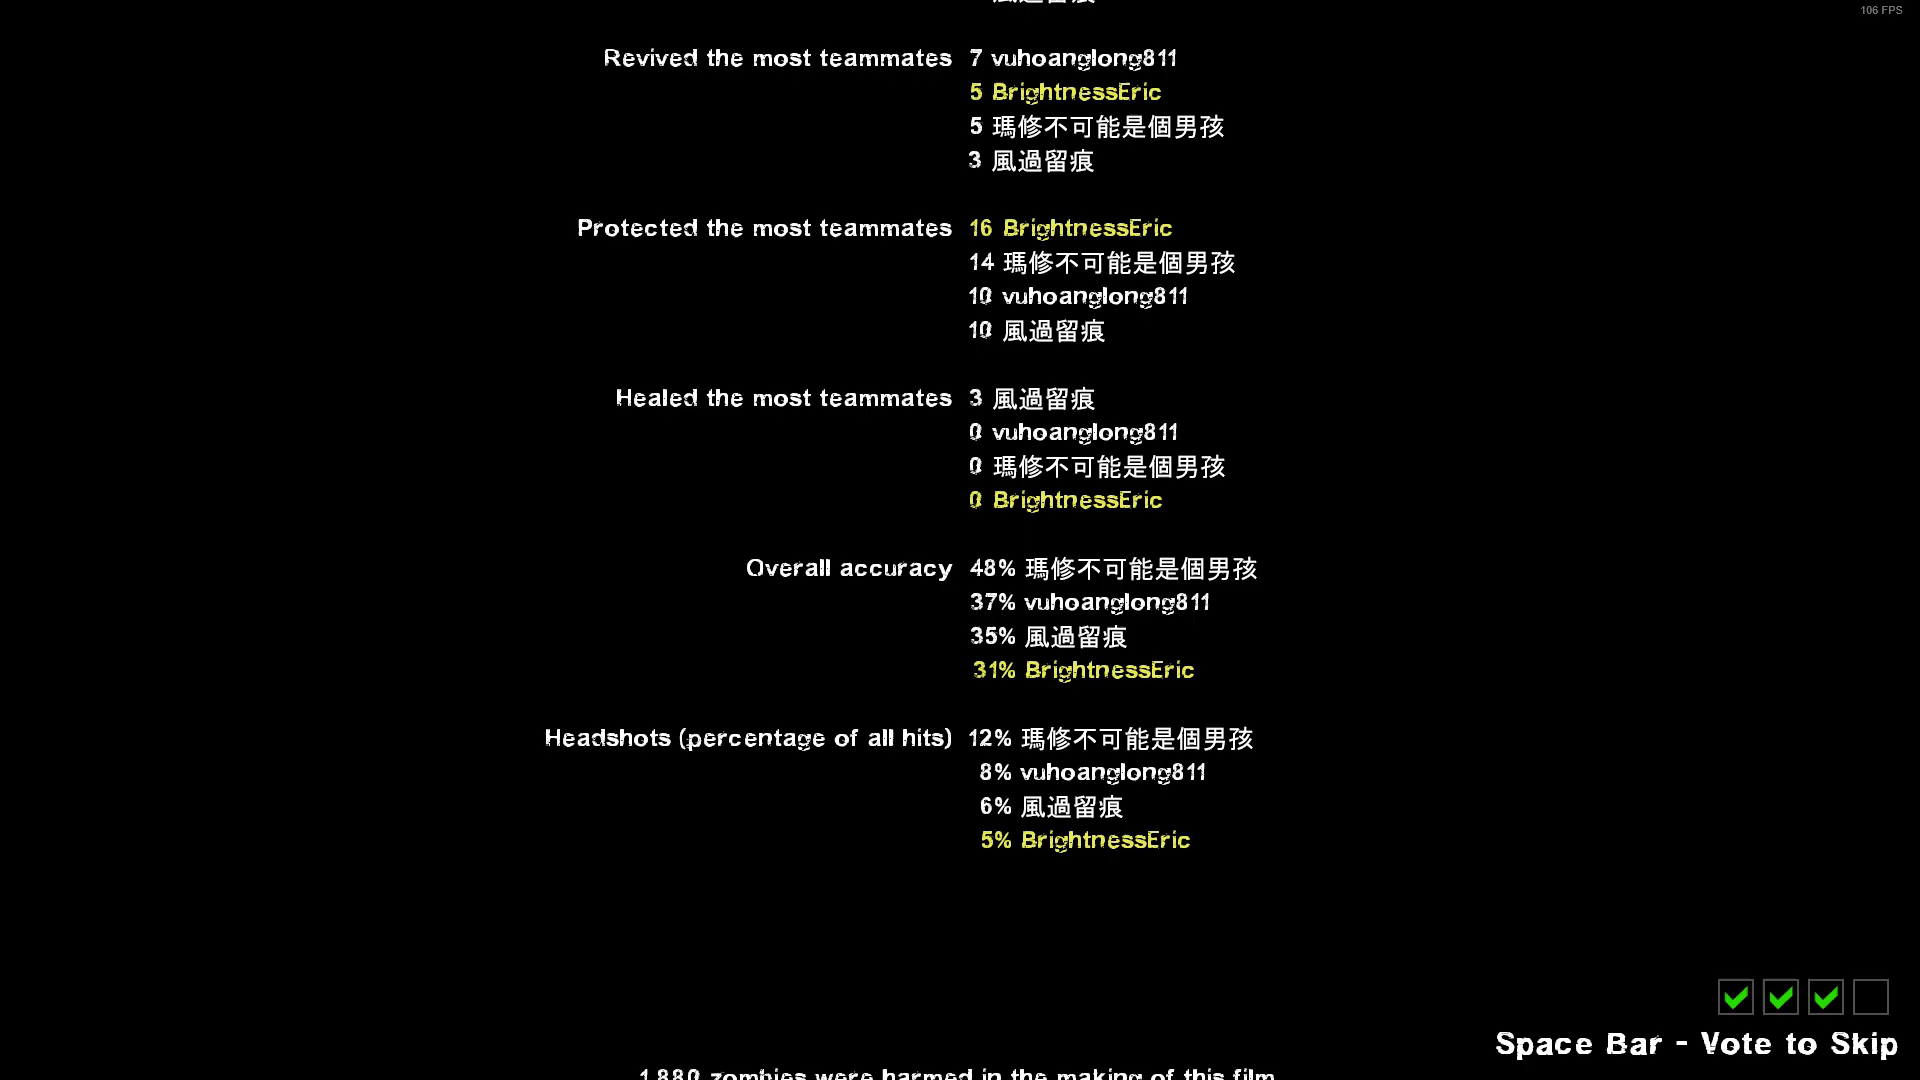 106 FPS
風過留痕
Revived the most teammates 7 vuhoanglong811
5 BrightnessEric
5 瑪修不可能是個男孩
3 風過留痕
Protected the most teammates 16 BrightnessEric
14 瑪修不可能是個男孩
10 vuhoanglong811
10 風過留痕
Healed the most teammates 3 風過留痕
0 vuhoanglong811
0 瑪修不可能是個男孩
0 BrightnessEric
Overall accuracy 48% 瑪修不可能是個男孩
37% vuhoanglong811
35% 風過留痕
31% BrightnessEric
Headshots (percentage of all hits) 12% 瑪修不可能是個男孩
8% vuhoanglong811
6% 風過留痕
5% BrightnessEric
Space Bar - Vote to Skip
1,880 zombies were harmed in the making of this film